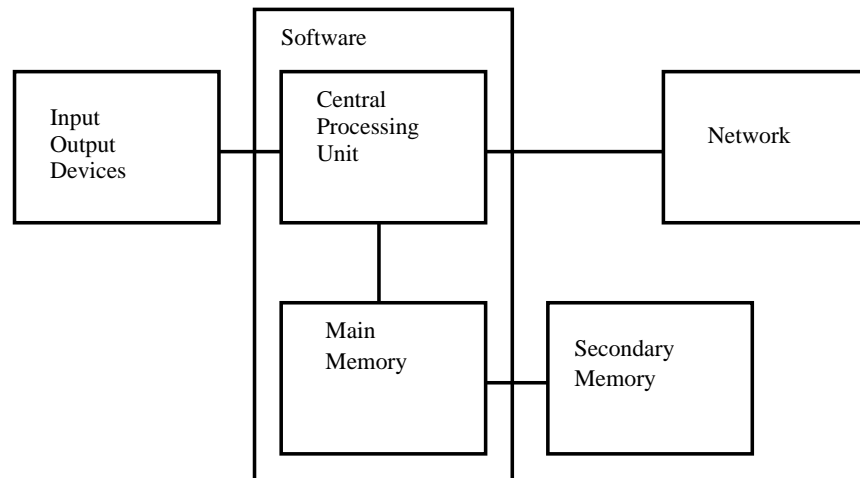 Software
Input
Output
Devices
Central
Processing
Unit
Network
Main
Memory
Secondary
Memory